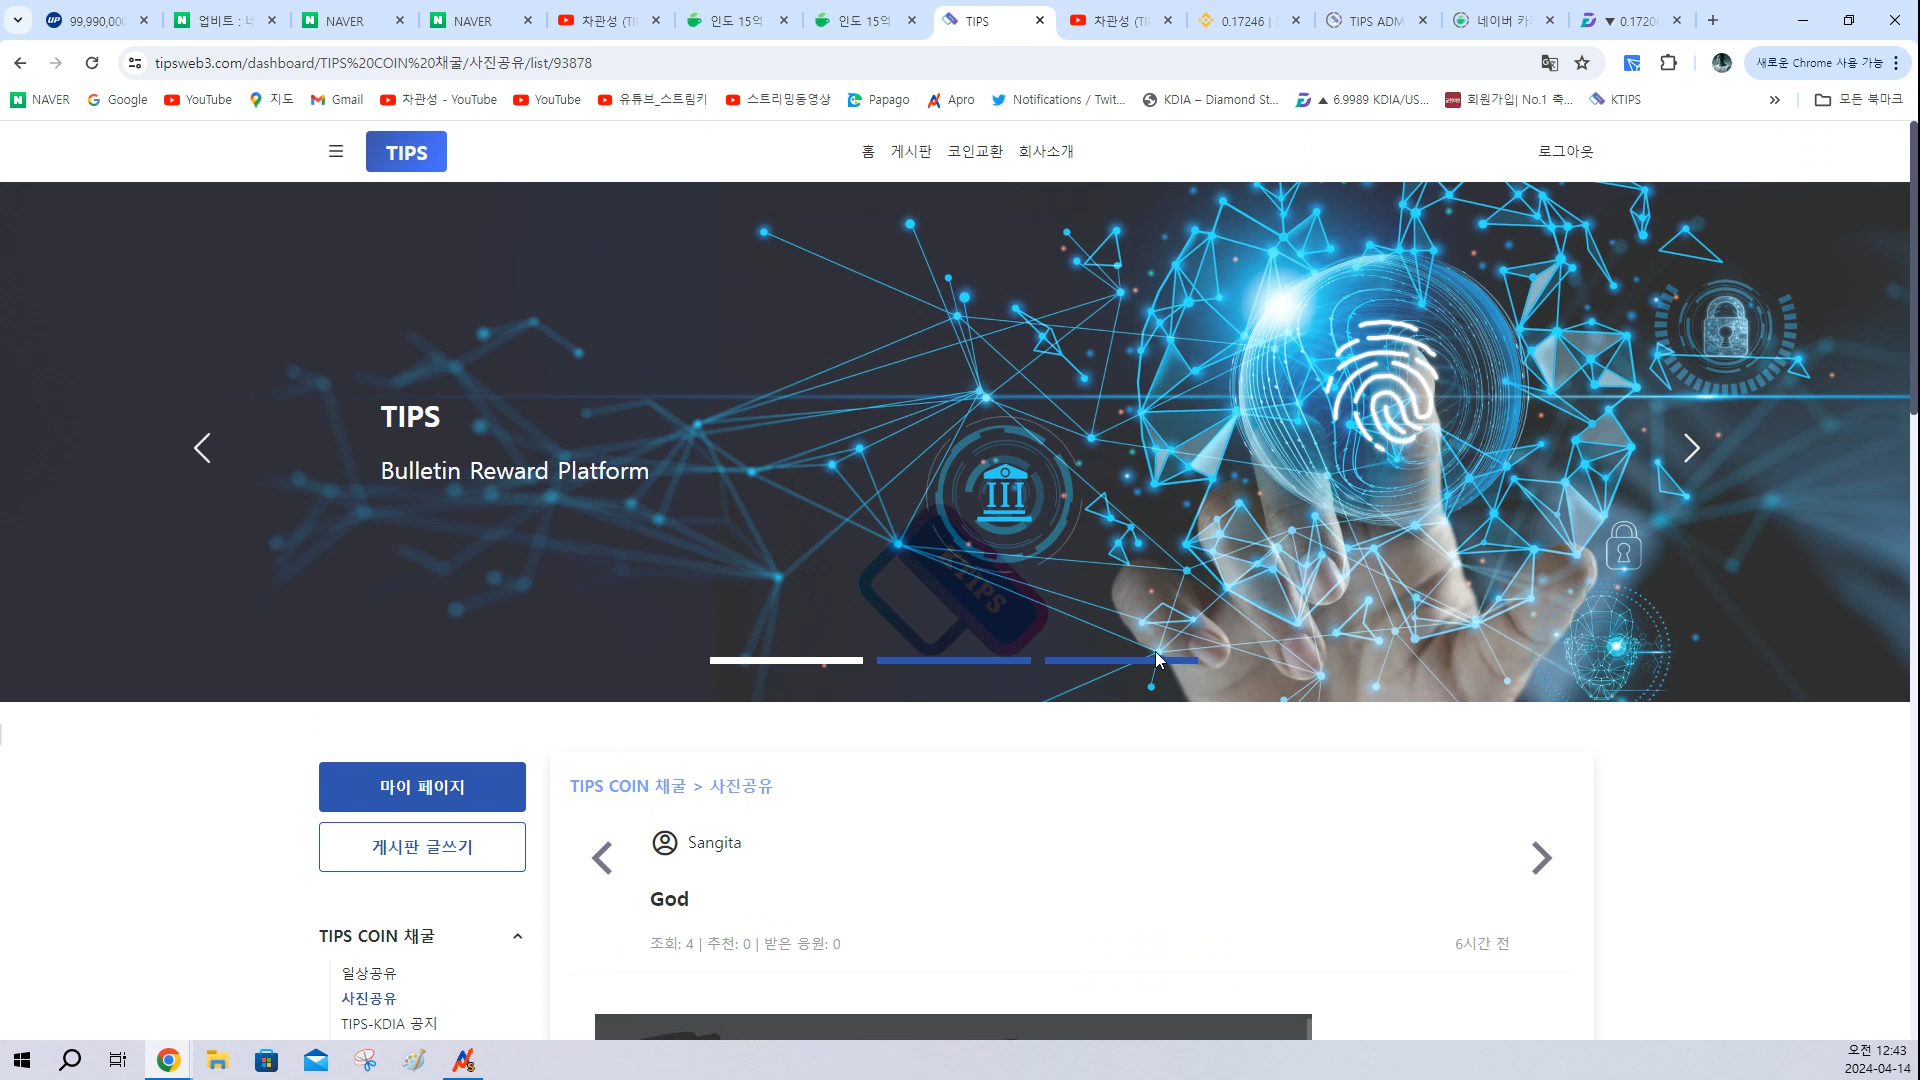 99,990,000
업비트 : 네
NAVER
NAVER
차관성 (TI
인도 15억
인도 15억
TIPS
차관성 (TI
0.17246 |
TIPS ADM
네이버 카
▼ 0.1720
tipsweb3.com/dashboard/TIPS%20COIN%20채굴/사진공유/list/93878
새로운 Chrome 사용 가능
NAVER
Google
YouTube
지도
Gmail
차관성 - YouTube
YouTube
유튜브_스트림키
스트리밍동영상
Papago
Apro
Notifications / Twit...
KDIA – Diamond St...
▲ 6.9989 KDIA/US...
회원가입| No.1 축...
KTIPS
모든 북마크
TIPS
홈
게시판
코인교환
회사소개
로그아웃
TIPS
Bulletin Reward Platform
KTIPS
마이 페이지
게시판 글쓰기
TIPS COIN 채굴 > 사진공유
Sangita
God
조회: 4 | 추천: 0 | 받은 응원: 0
6시간 전
TIPS COIN 채굴
일상공유
사진공유
TIPS-KDIA 공지
오전 12:43
2024-04-14